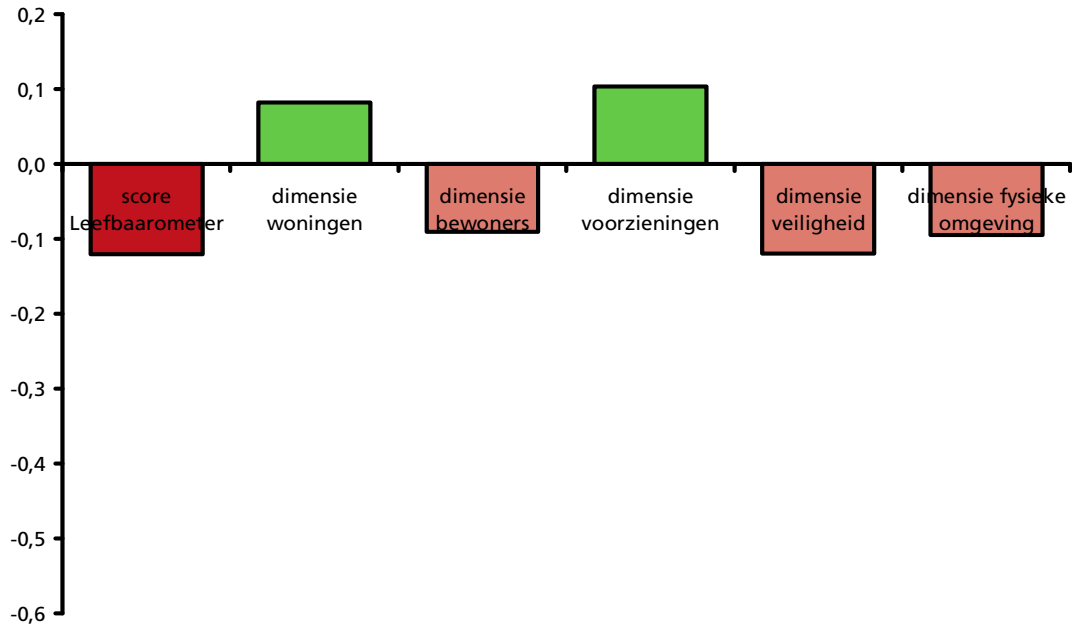 0,2
0,1
0,0
-0,1
-0,2
-0,3
-0,4
-0,5
-0,6
score
Leefbaarometer
dimensie
woningen
dimensie
bewoners
dimensie
voorzieningen
dimensie
veiligheid
dimensie fysieke
omgeving